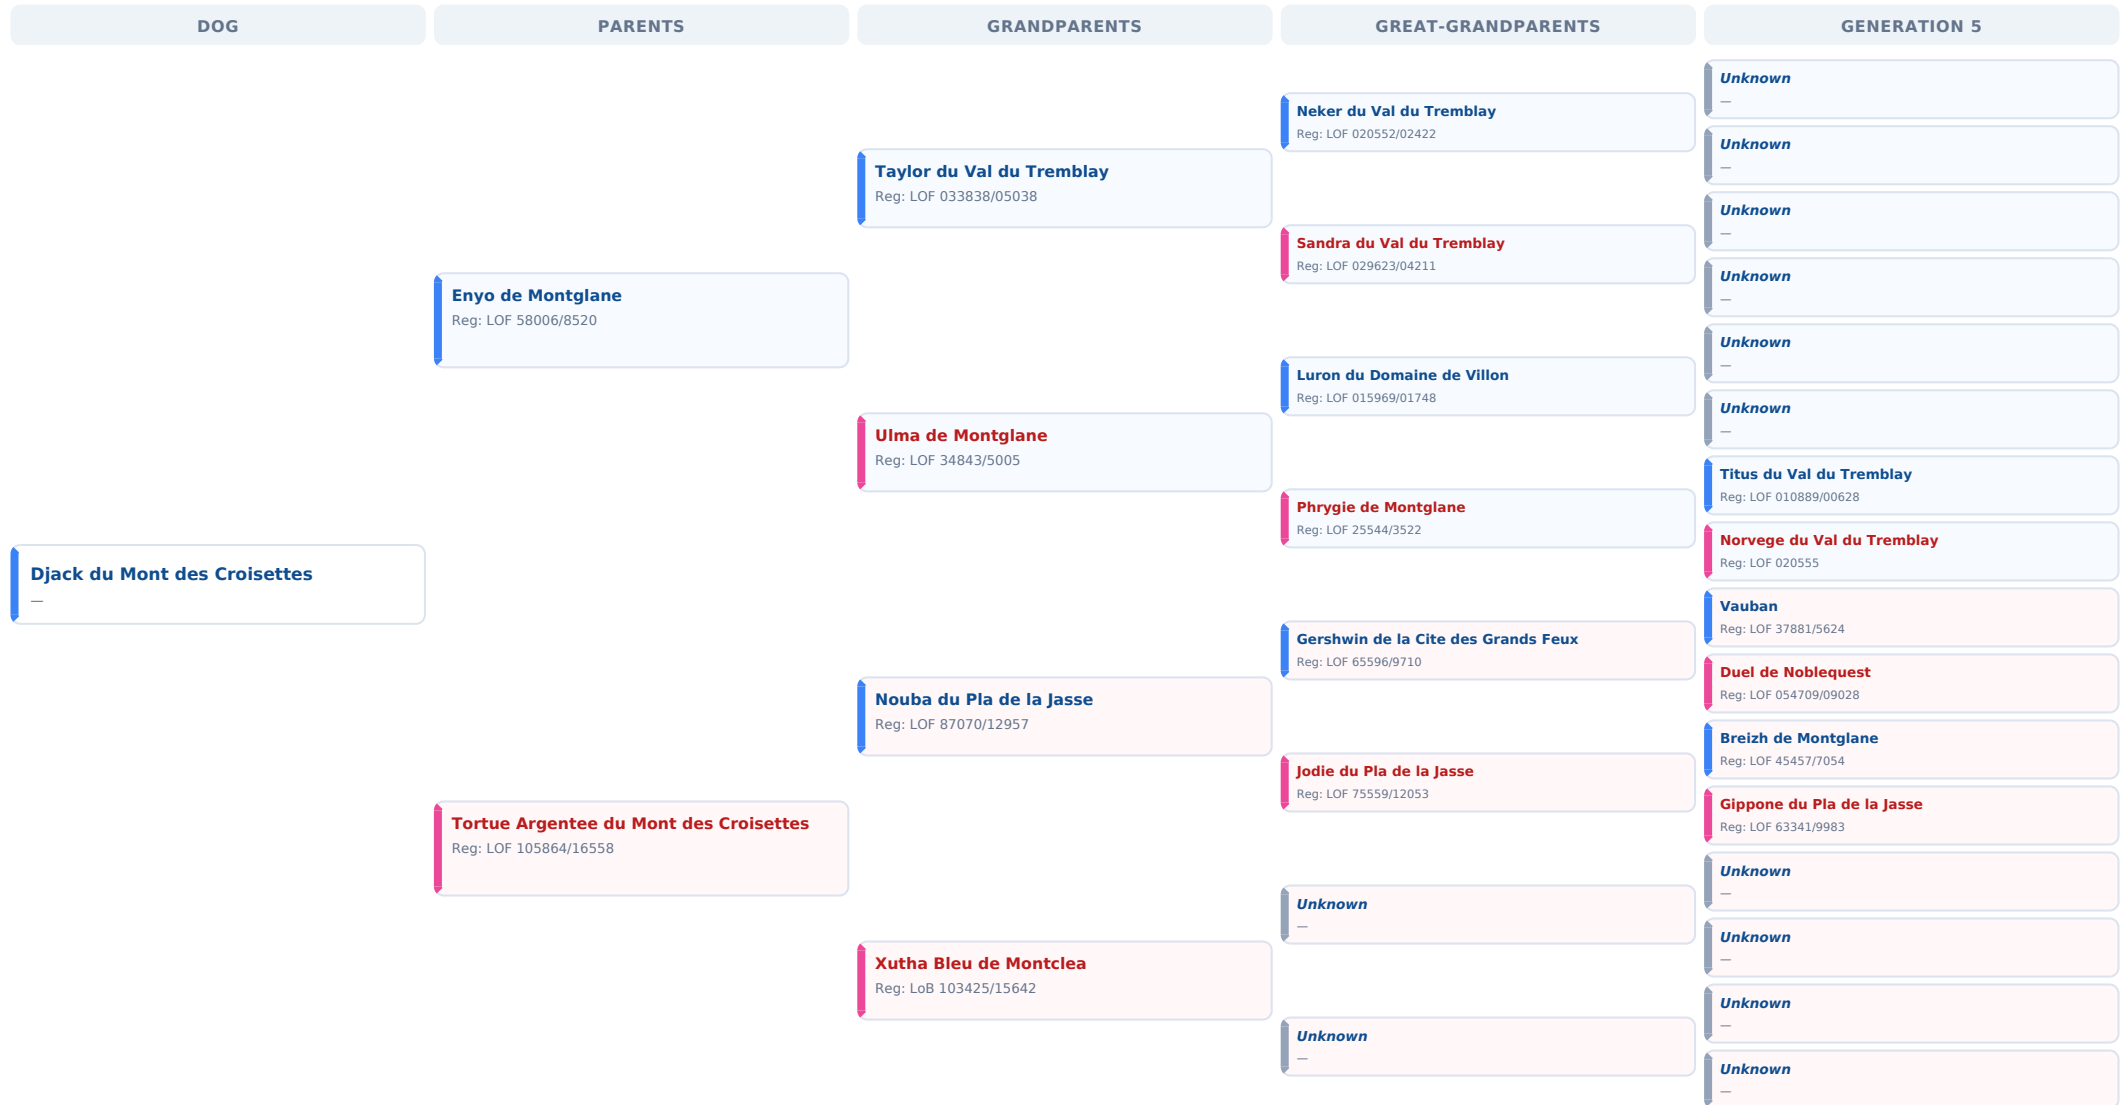 DOG
PARENTS
GRANDPARENTS
GREAT-GRANDPARENTS
GENERATION 5
Djack du Mont des Croisettes
—
Enyo de Montglane
Reg: LOF 58006/8520
Tortue Argentee du Mont des Croisettes
Reg: LOF 105864/16558
Taylor du Val du Tremblay
Reg: LOF 033838/05038
Ulma de Montglane
Reg: LOF 34843/5005
Nouba du Pla de la Jasse
Reg: LOF 87070/12957
Xutha Bleu de Montclea
Reg: LoB 103425/15642
Neker du Val du Tremblay
Reg: LOF 020552/02422
Sandra du Val du Tremblay
Reg: LOF 029623/04211
Luron du Domaine de Villon
Reg: LOF 015969/01748
Phrygie de Montglane
Reg: LOF 25544/3522
Gershwin de la Cite des Grands Feux
Reg: LOF 65596/9710
Jodie du Pla de la Jasse
Reg: LOF 75559/12053
Unknown
—
Unknown
—
Unknown
—
Unknown
—
Unknown
—
Unknown
—
Unknown
—
Unknown
—
Titus du Val du Tremblay
Reg: LOF 010889/00628
Norvege du Val du Tremblay
Reg: LOF 020555
Vauban
Reg: LOF 37881/5624
Duel de Noblequest
Reg: LOF 054709/09028
Breizh de Montglane
Reg: LOF 45457/7054
Gippone du Pla de la Jasse
Reg: LOF 63341/9983
Unknown
—
Unknown
—
Unknown
—
Unknown
—